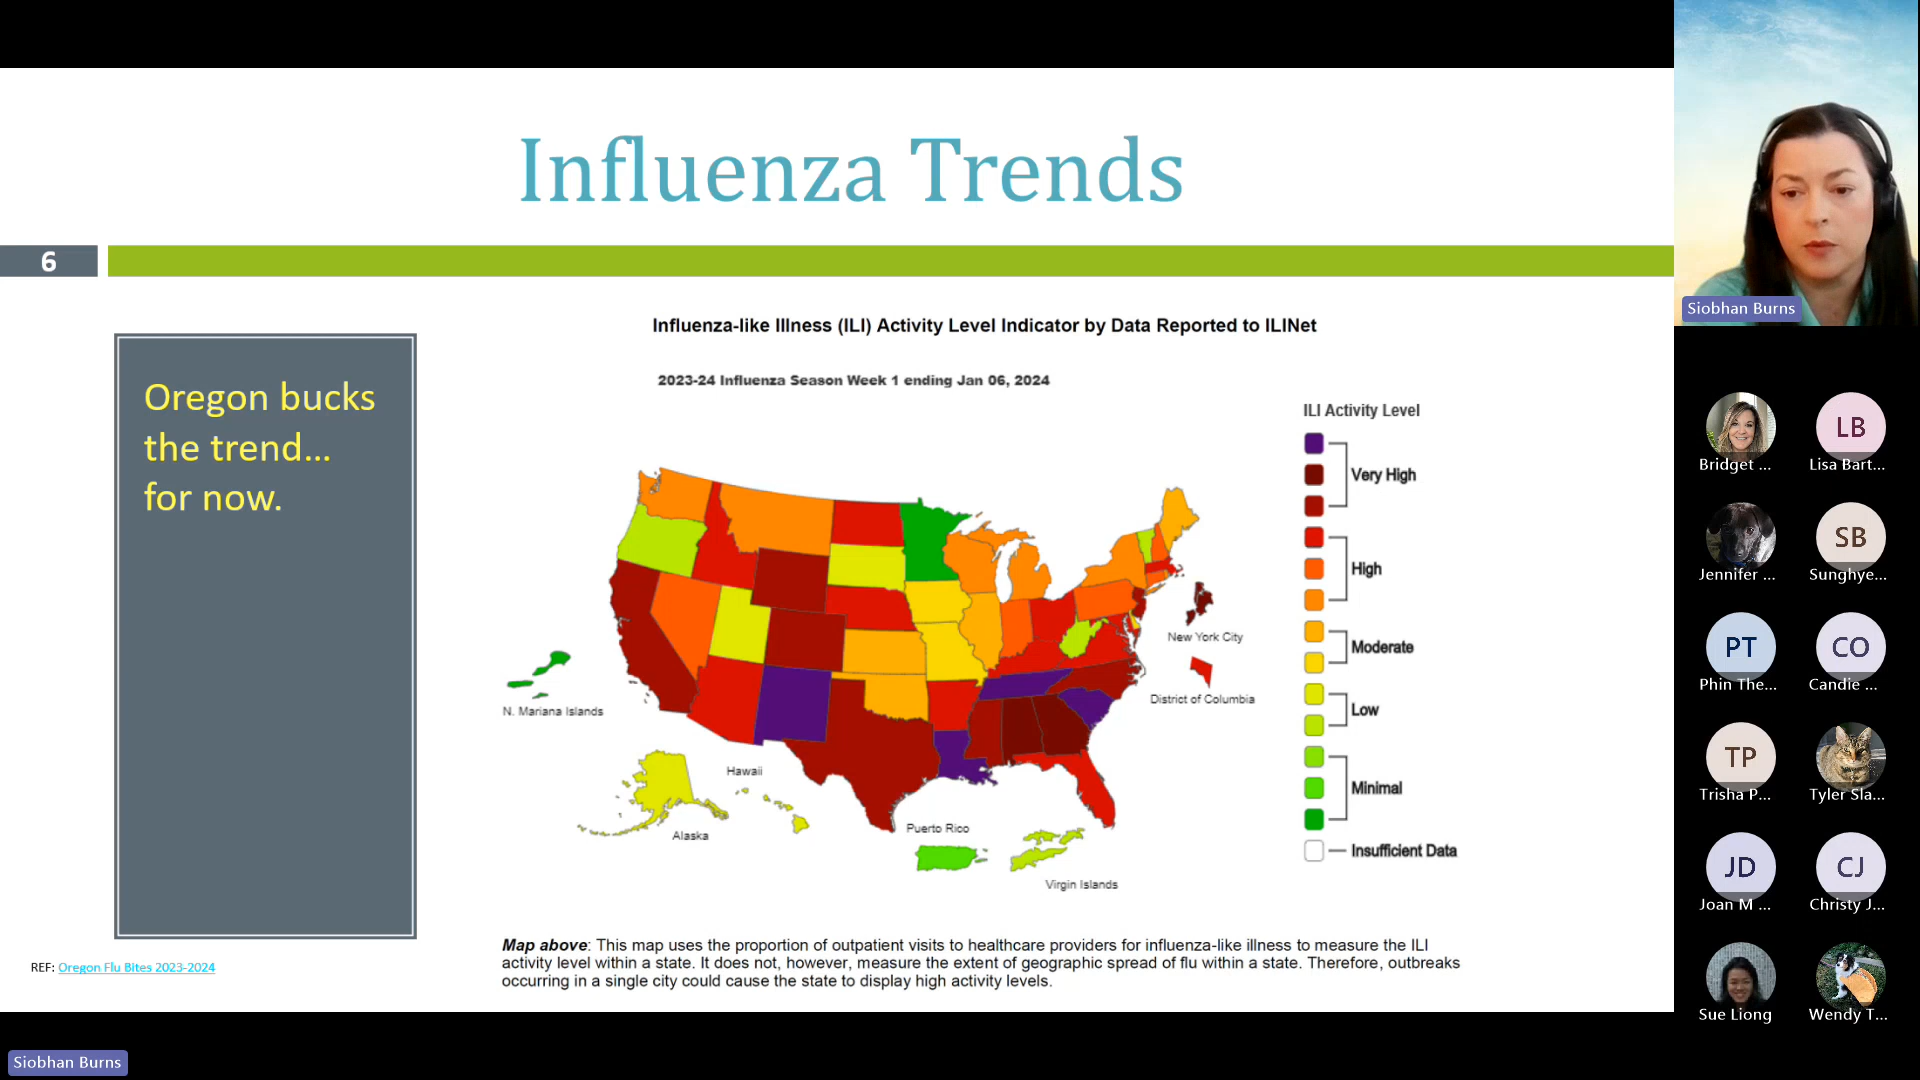 Influenza Trends
6
Oregon bucks
the trend...
for now.
REF: Oregon Flu Bites 2023-2024
Influenza-like Illness (ILI) Activity Level Indicator by Data Reported to ILINet
2023-24 Influenza Season Week 1 ending Jan 06, 2024
ILI Activity Level
Very High
High
Moderate
Low
Minimal
Insufficient Data
New York City
District of Columbia
N. Mariana Islands
Hawaii
Alaska
Puerto Rico
Virgin Islands
Map above: This map uses the proportion of outpatient visits to healthcare providers for influenza-like illness to measure the ILI
activity level within a state. It does not, however, measure the extent of geographic spread of flu within a state. Therefore, outbreaks
occurring in a single city could cause the state to display high activity levels.
Siobhan Burns
Bridget ...
LB
Lisa Bart...
Jennifer ...
SB
Sunghye...
PT
Phin The...
CO
Candie ...
TP
Trisha P...
Tyler Sla...
JD
Joan M ...
CJ
Christy J...
Sue Liong
Wendy T...
Siobhan Burns